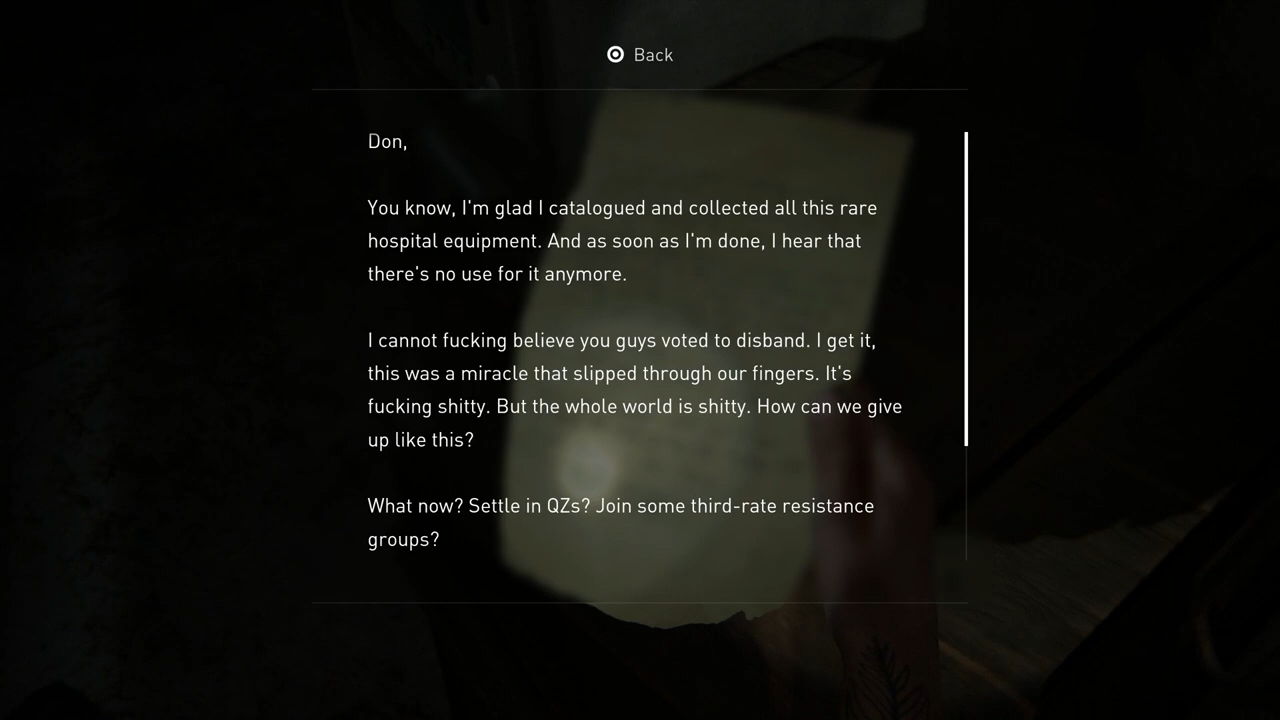 Back
Don,
You know, I'm glad I catalogued and collected all this rare
hospital equipment. And as soon as I'm done, I hear that
there's no use for it anymore.
I cannot fucking believe you guys voted to disband. I get it,
this was a miracle that slipped through our fingers. It's
fucking shitty. But the whole world is shitty. How can we give
up like this?
What now? Settle in QZs? Join some third-rate resistance
groups?